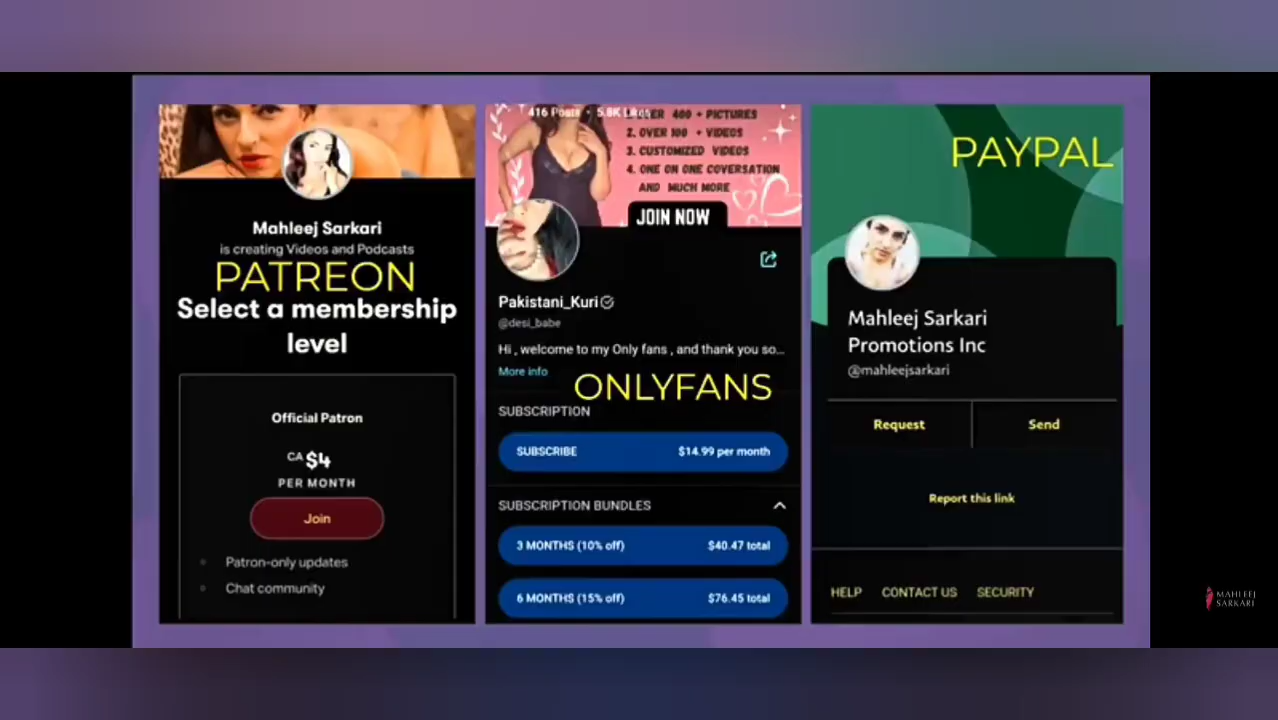 Mahleej Sarkari
is creating Videos and Podcasts
PATREON
Select a membership
level
Official Patron
CA $4
PER MONTH
Join
Patron-only updates
Chat community
416 Posts • 5.8K Likes
OVER 400 + PICTURES
2. OVER 100 + VIDEOS
3. CUSTOMIZED VIDEOS
4. ONE ON ONE COVERSATION
AND MUCH MORE
JOIN NOW
Pakistani_Kuri
@desi_babe
Hi , welcome to my Only fans , and thank you so...
More info
ONLYFANS
SUBSCRIPTION
SUBSCRIBE $14.99 per month
SUBSCRIPTION BUNDLES
3 MONTHS (10% off) $40.47 total
6 MONTHS (15% off) $76.45 total
PAYPAL
Mahleej Sarkari
Promotions Inc
@mahleejsarkari
Request Send
Report this link
HELP CONTACT US SECURITY
MAHLEEJ
SARKARI